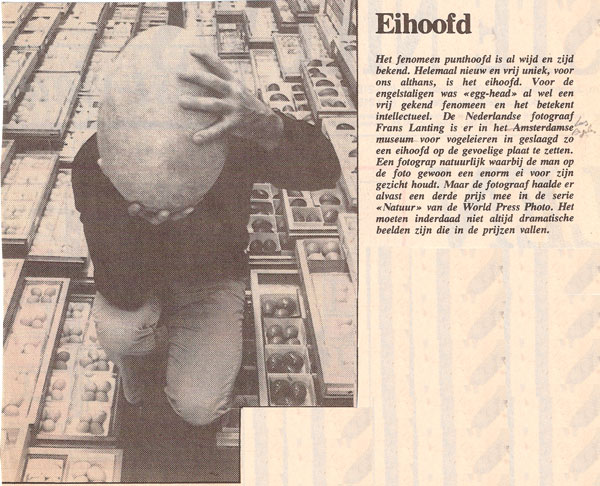 Eihoofd
Het fenomeen punthoofd is al wijd en zijd
bekend. Helemaal nieuw en vrij uniek, voor
ons althans, is het eihoofd. Voor de
engelstaligen was «egg-head» al wel een
vrij gekend fenomeen en het betekent
intellectueel. De Nederlandse fotograaf
Frans Lanting is er in het Amsterdamse
museum voor vogeleieren in geslaagd zo
een eihoofd op de gevoelige plaat te zetten.
Een fotograp natuurlijk waarbij de man op
de foto gewoon een enorm ei voor zijn
gezicht houdt. Maar de fotograaf haalde er
alvast een derde prijs mee in de serie
«Natuur» van de World Press Photo. Het
moeten inderdaad niet altijd dramatische
beelden zijn die in de prijzen vallen.